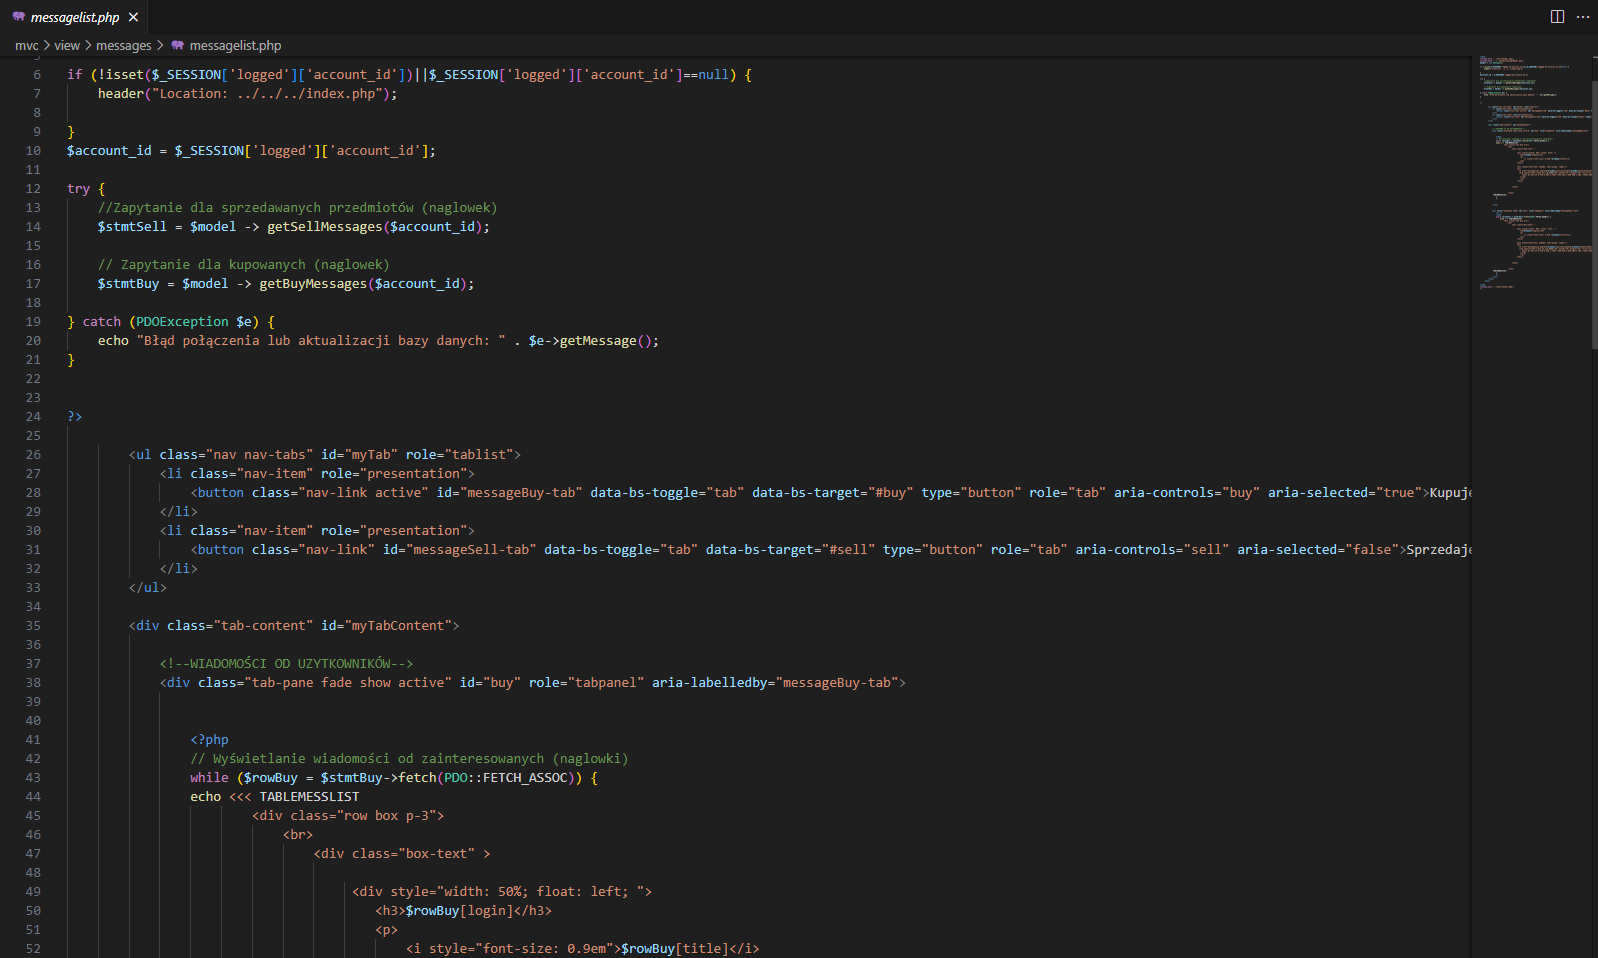 messagelist.php
mvc > view > messages > messagelist.php
6 if (!isset($_SESSION['logged']['account_id'])||$_SESSION['logged']['account_id']==null) {
7 header("Location: ../../../index.php");
8
9 }
10 $account_id = $_SESSION['logged']['account_id'];
11
12 try {
13 //Zapytanie dla sprzedawanych przedmiotów (naglowek)
14 $stmtSell = $model -> getSellMessages($account_id);
15
16 // Zapytanie dla kupowanych (naglowek)
17 $stmtBuy = $model -> getBuyMessages($account_id);
18
19 } catch (PDOException $e) {
20 echo "Błąd połączenia lub aktualizacji bazy danych: " . $e->getMessage();
21 }
22
23
24 ?>
25
26 <ul class="nav nav-tabs" id="myTab" role="tablist">
27 <li class="nav-item" role="presentation">
28 <button class="nav-link active" id="messageBuy-tab" data-bs-toggle="tab" data-bs-target="#buy" type="button" role="tab" aria-controls="buy" aria-selected="true">Kupuje
29 </li>
30 <li class="nav-item" role="presentation">
31 <button class="nav-link" id="messageSell-tab" data-bs-toggle="tab" data-bs-target="#sell" type="button" role="tab" aria-controls="sell" aria-selected="false">Sprzedaje
32 </li>
33 </ul>
34
35 <div class="tab-content" id="myTabContent">
36
37 <!--WIADOMOŚCI OD UZYTKOWNIKÓW-->
38 <div class="tab-pane fade show active" id="buy" role="tabpanel" aria-labelledby="messageBuy-tab">
39
40
41 <?php
42 // Wyświetlanie wiadomości od zainteresowanych (naglowki)
43 while ($rowBuy = $stmtBuy->fetch(PDO::FETCH_ASSOC)) {
44 echo <<< TABLEMESSLIST
45 <div class="row box p-3">
46 <br>
47 <div class="box-text" >
48
49 <div style="width: 50%; float: left; ">
50 <h3>$rowBuy[login]</h3>
51 <p>
52 <i style="font-size: 0.9em">$rowBuy[title]</i>